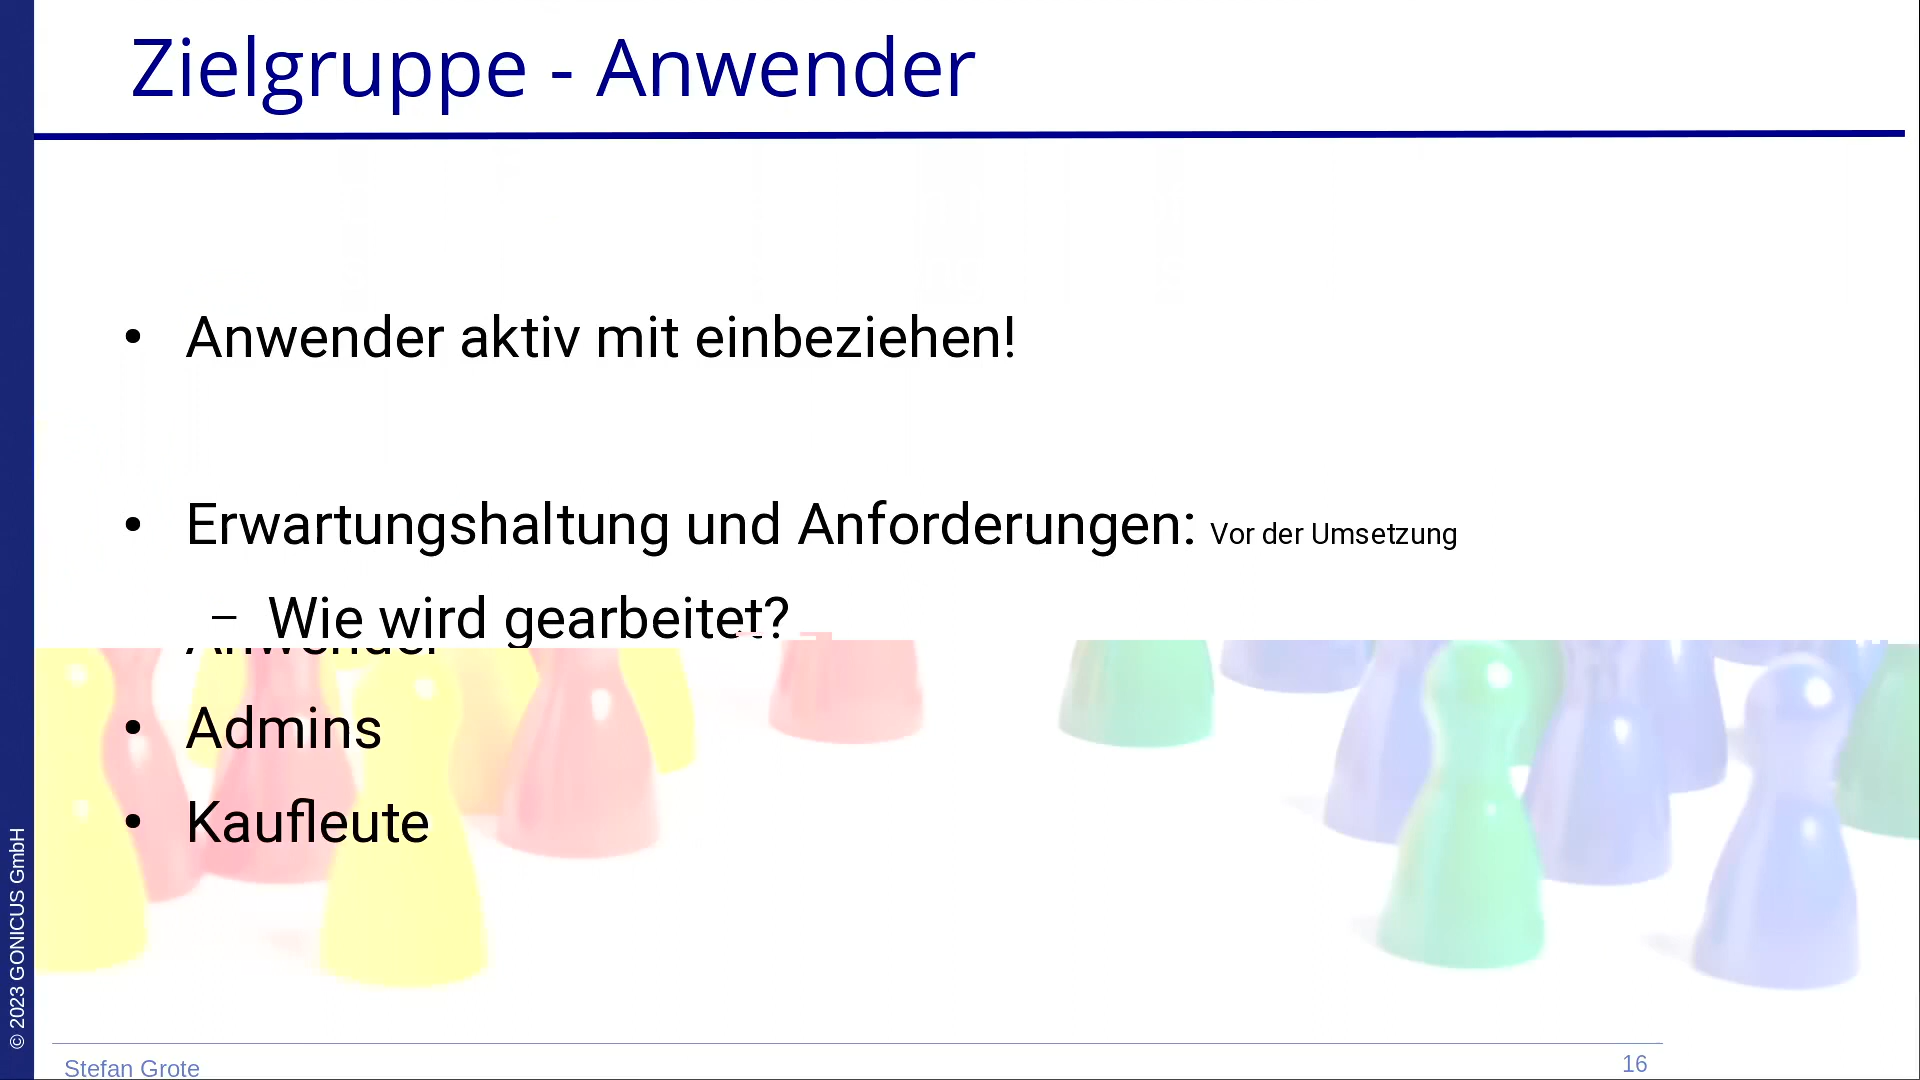 Zielgruppe - Anwender
• Anwender aktiv mit einbeziehen!
• Erwartungshaltung und Anforderungen: Vor der Umsetzung
– Wie wird gearbeitet?
Anwender
• Admins
• Kaufleute
© 2023 GONICUS GmbH
Stefan Grote
16